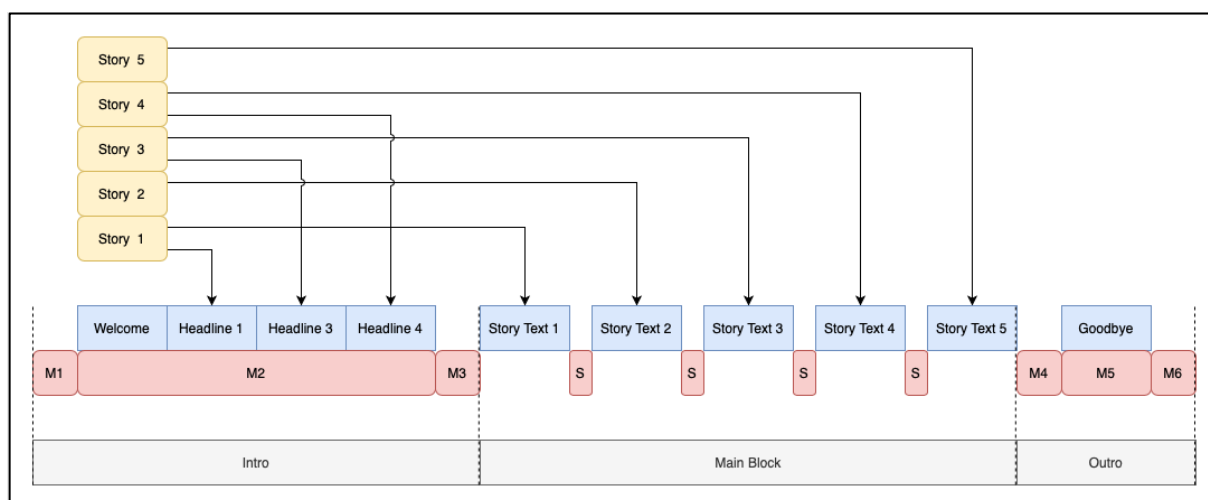 Story 5
Story 4
Story 3
Story 2
Story 1
Welcome
Headline 1
Headline 3
Headline 4
Story Text 1
Story Text 2
Story Text 3
Story Text 4
Story Text 5
Goodbye
M1
M2
M3
S
S
S
S
M4
M5
M6
Intro
Main Block
Outro